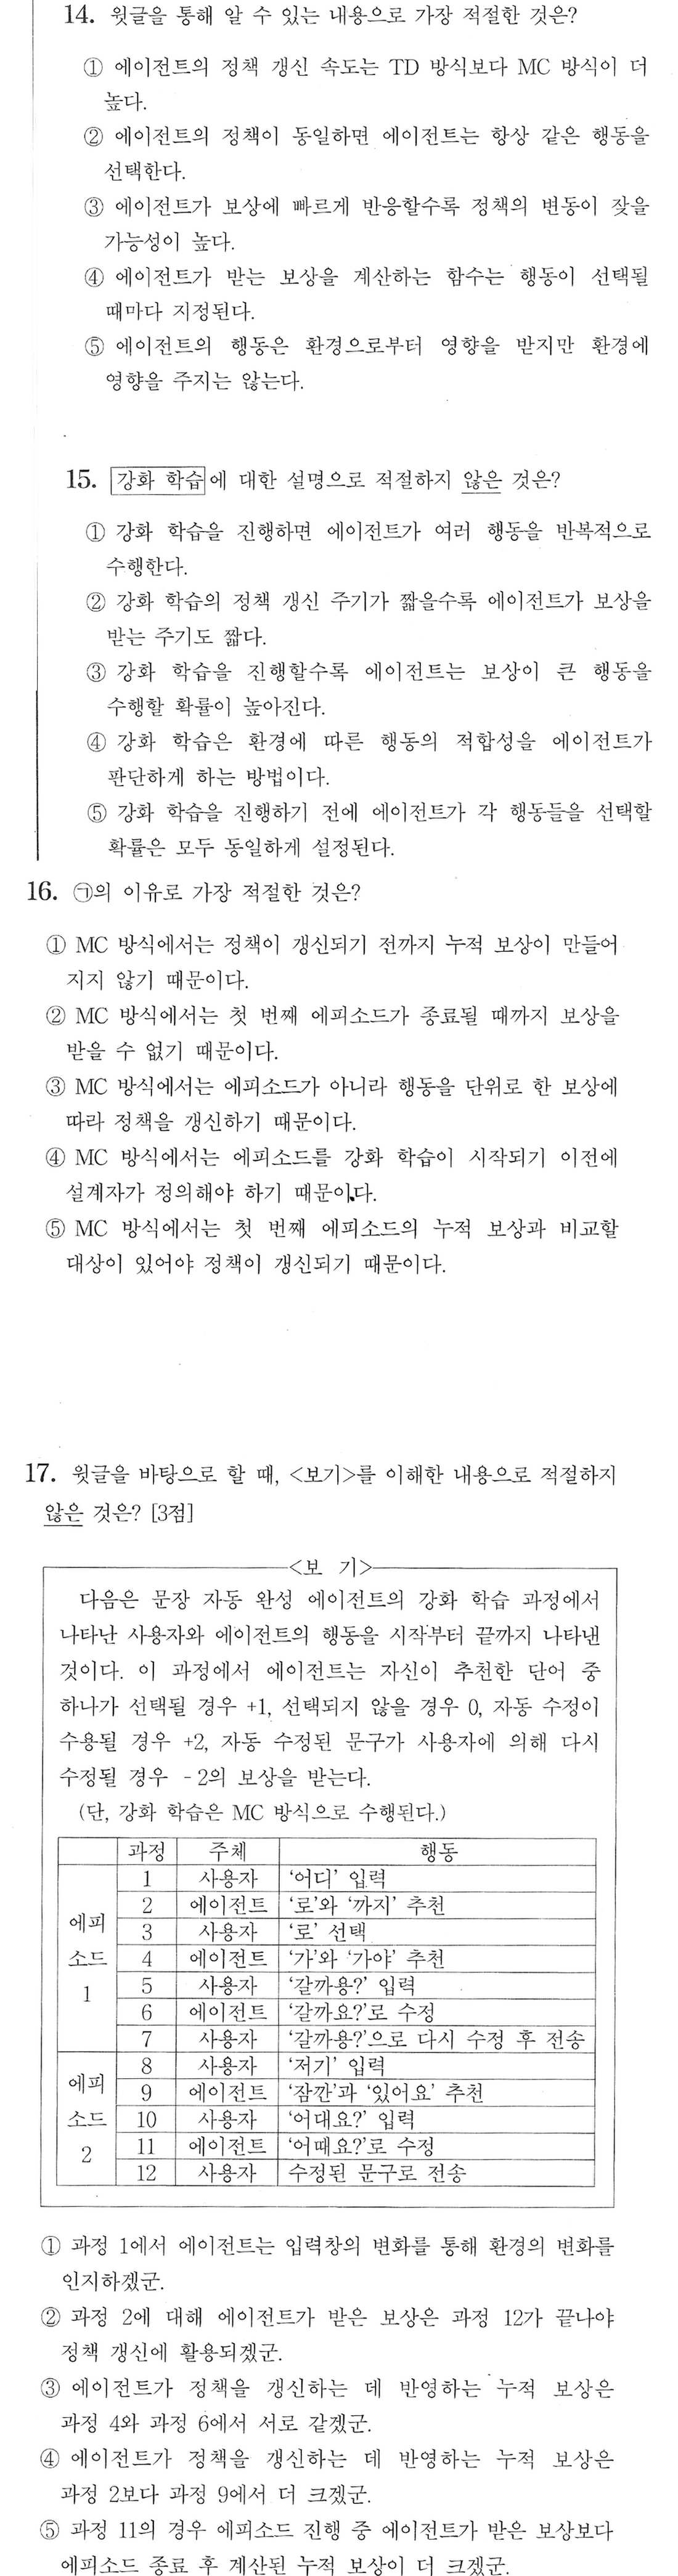 14. 윗글을 통해 알 수 있는 내용으로 가장 적절한 것은?
① 에이전트의 정책 갱신 속도는 TD 방식보다 MC 방식이 더
높다.
② 에이전트의 정책이 동일하면 에이전트는 항상 같은 행동을
선택한다.
③ 에이전트가 보상에 빠르게 반응할수록 정책의 변동이 잦을
가능성이 높다.
④ 에이전트가 받는 보상을 계산하는 함수는 행동이 선택될
때마다 지정된다.
⑤ 에이전트의 행동은 환경으로부터 영향을 받지만 환경에
영향을 주지는 않는다.
15. 강화 학습에 대한 설명으로 적절하지 않은 것은?
① 강화 학습을 진행하면 에이전트가 여러 행동을 반복적으로
수행한다.
② 강화 학습의 정책 갱신 주기가 짧을수록 에이전트가 보상을
받는 주기도 짧다.
③ 강화 학습을 진행할수록 에이전트는 보상이 큰 행동을
수행할 확률이 높아진다.
④ 강화 학습은 환경에 따른 행동의 적합성을 에이전트가
판단하게 하는 방법이다.
⑤ 강화 학습을 진행하기 전에 에이전트가 각 행동들을 선택할
확률은 모두 동일하게 설정된다.
16. ㉠의 이유로 가장 적절한 것은?
① MC 방식에서는 정책이 갱신되기 전까지 누적 보상이 만들어
지지 않기 때문이다.
② MC 방식에서는 첫 번째 에피소드가 종료될 때까지 보상을
받을 수 없기 때문이다.
③ MC 방식에서는 에피소드가 아니라 행동을 단위로 한 보상에
따라 정책을 갱신하기 때문이다.
④ MC 방식에서는 에피소드를 강화 학습이 시작되기 이전에
설계자가 정의해야 하기 때문이다.
⑤ MC 방식에서는 첫 번째 에피소드의 누적 보상과 비교할
대상이 있어야 정책이 갱신되기 때문이다.
17. 윗글을 바탕으로 할 때, <보기>를 이해한 내용으로 적절하지
않은 것은? [3점]
<보 기>
다음은 문장 자동 완성 에이전트의 강화 학습 과정에서
나타난 사용자와 에이전트의 행동을 시작부터 끝까지 나타낸
것이다. 이 과정에서 에이전트는 자신이 추천한 단어 중
하나가 선택될 경우 +1, 선택되지 않을 경우 0, 자동 수정이
수용될 경우 +2, 자동 수정된 문구가 사용자에 의해 다시
수정될 경우 -2의 보상을 받는다.
(단, 강화 학습은 MC 방식으로 수행된다.)
과정 주체 행동
에피소드 1
1 사용자 '어디' 입력
2 에이전트 '로'와 '까지' 추천
3 사용자 '로' 선택
4 에이전트 '가'와 '가야' 추천
5 사용자 '갈까용?' 입력
6 에이전트 '갈까요?'로 수정
7 사용자 '갈까용?'으로 다시 수정 후 전송
에피소드 2
8 사용자 '저기' 입력
9 에이전트 '잠깐'과 '있어요' 추천
10 사용자 '어대요?' 입력
11 에이전트 '어때요?'로 수정
12 사용자 수정된 문구로 전송
① 과정 1에서 에이전트는 입력창의 변화를 통해 환경의 변화를
인지하겠군.
② 과정 2에 대해 에이전트가 받은 보상은 과정 12가 끝나야
정책 갱신에 활용되겠군.
③ 에이전트가 정책을 갱신하는 데 반영하는 누적 보상은
과정 4와 과정 6에서 서로 같겠군.
④ 에이전트가 정책을 갱신하는 데 반영하는 누적 보상은
과정 2보다 과정 9에서 더 크겠군.
⑤ 과정 11의 경우 에피소드 진행 중 에이전트가 받은 보상보다
에피소드 종료 후 계산된 누적 보상이 더 크겠군.